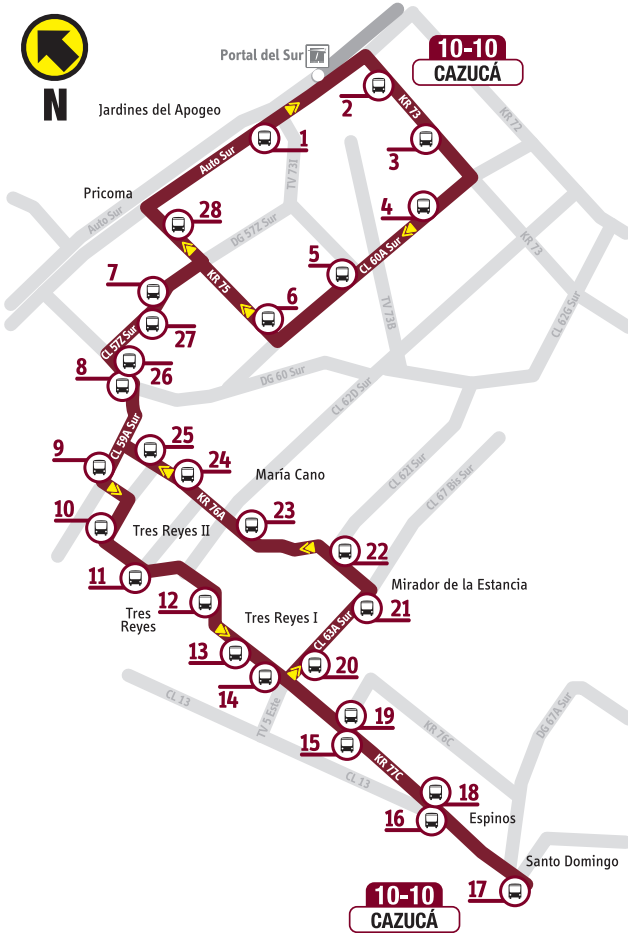 10-10
CAZUCÁ
Portal del Sur
N
Jardines del Apogeo
2
KR 73
KR 72
1
3
Auto Sur
TV 73I
Pricoma
28
4
Auto Sur
DG 57Z Sur
CL 60A Sur
KR 73
7
5
KR 75
6
TV 73B
CL 62G Sur
27
CL 57Z Sur
26
8
DG 60 Sur
CL 62D Sur
CL 59A Sur
25
9
24
María Cano
CL 62I Sur
CL 67 Bis Sur
KR 76A
23
10
Tres Reyes II
22
11
Mirador de la Estancia
12
Tres
Reyes
Tres Reyes I
21
CL 63A Sur
13
20
14
CL 13
TV 5 Este
19
15
KR 76C
DG 67A Sur
KR 77C
CL 13
18
16
Espinos
Santo Domingo
17
10-10
CAZUCÁ